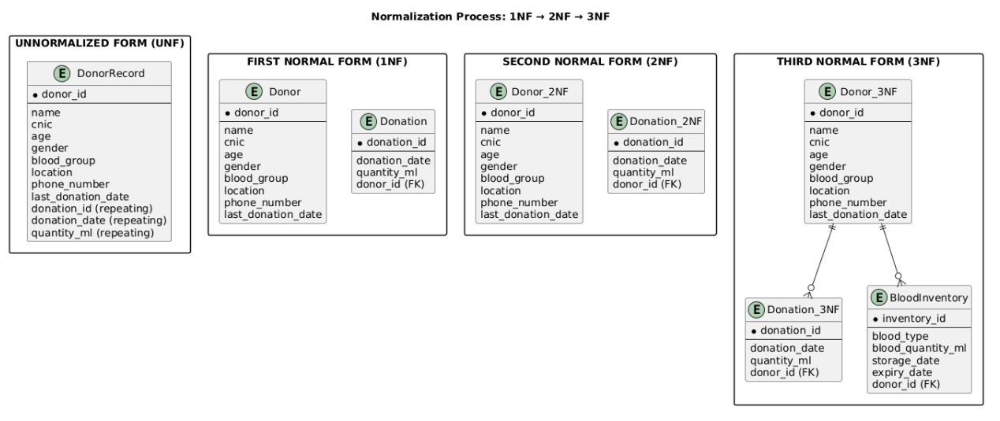 Normalization Process: 1NF → 2NF → 3NF
UNNORMALIZED FORM (UNF)
E DonorRecord
donor_id
name
cnic
age
gender
blood_group
location
phone_number
last_donation_date
donation_id (repeating)
donation_date (repeating)
quantity_ml (repeating)
FIRST NORMAL FORM (1NF)
E Donor
donor_id
name
cnic
age
gender
blood_group
location
phone_number
last_donation_date
E Donation
donation_id
donation_date
quantity_ml
donor_id (FK)
SECOND NORMAL FORM (2NF)
E Donor_2NF
donor_id
name
cnic
age
gender
blood_group
location
phone_number
last_donation_date
E Donation_2NF
donation_id
donation_date
quantity_ml
donor_id (FK)
THIRD NORMAL FORM (3NF)
E Donor_3NF
donor_id
name
cnic
age
gender
blood_group
location
phone_number
last_donation_date
E Donation_3NF
donation_id
donation_date
quantity_ml
donor_id (FK)
E BloodInventory
inventory_id
blood_type
blood_quantity_ml
storage_date
expiry_date
donor_id (FK)